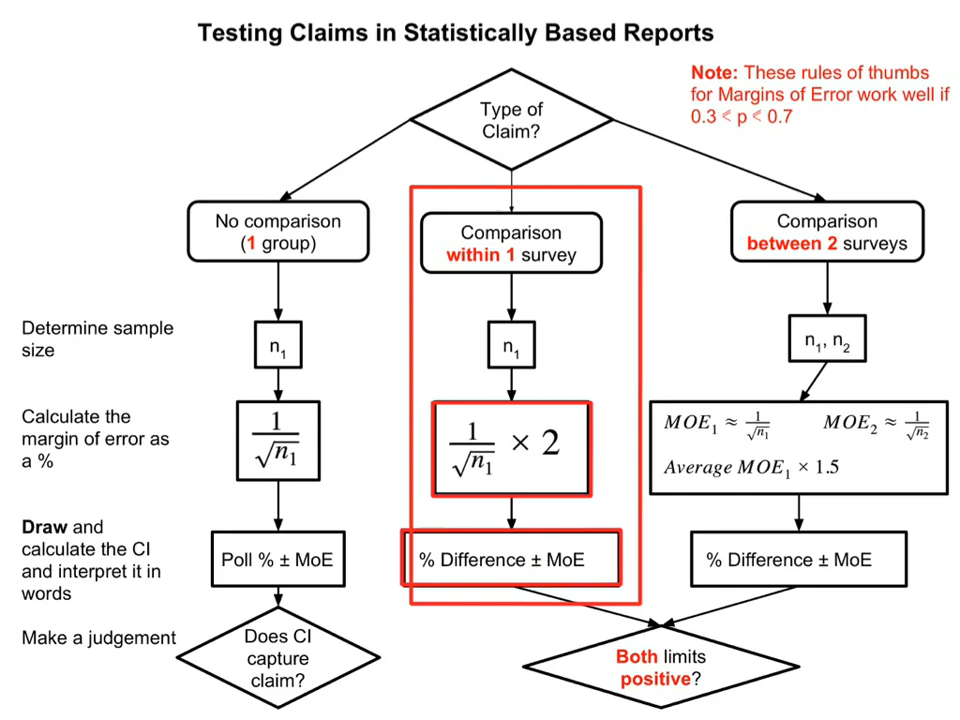 Testing Claims in Statistically Based Reports
Note: These rules of thumbs
for Margins of Error work well if
0.3 < p < 0.7
Type of
Claim?
No comparison
(1 group)
Comparison
within 1 survey
Comparison
between 2 surveys
Determine sample
size
n₁
n₁
n₁, n₂
Calculate the
margin of error as
a %
1/√n₁
1/√n₁ × 2
MOE₁ ≈ 1/√n₁ MOE₂ ≈ 1/√n₂
Average MOE₁ × 1.5
Draw and
calculate the CI
and interpret it in
words
Poll % ± MoE
% Difference ± MoE
% Difference ± MoE
Make a judgement
Does CI
capture
claim?
Both limits
positive?